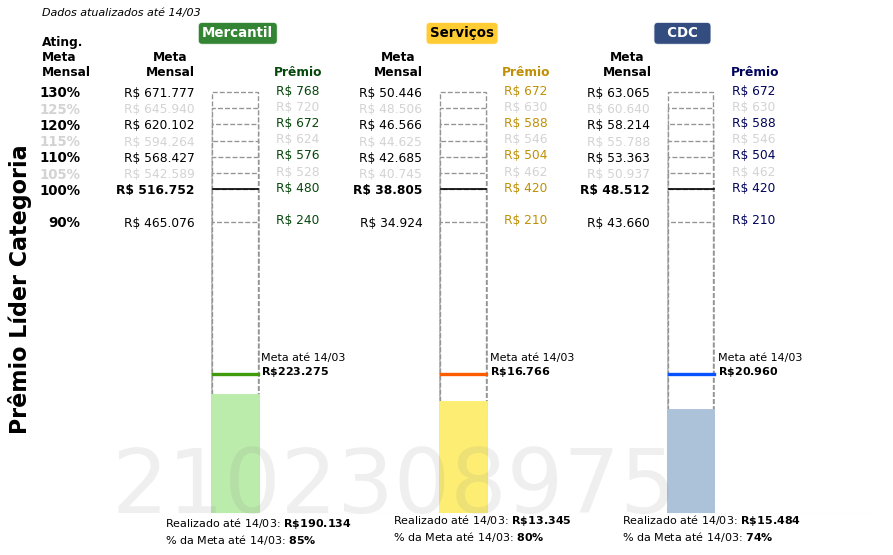 Dados atualizados até 14/03
Mercantil Serviços CDC
Ating. Meta Mensal
Meta Mensal Prêmio Meta Mensal Prêmio Meta Mensal Prêmio
130% R$ 671.777 R$ 768 R$ 50.446 R$ 672 R$ 63.065 R$ 672
125% R$ 645.940 R$ 720 R$ 48.506 R$ 630 R$ 60.640 R$ 630
120% R$ 620.102 R$ 672 R$ 46.566 R$ 588 R$ 58.214 R$ 588
115% R$ 594.264 R$ 624 R$ 44.625 R$ 546 R$ 55.788 R$ 546
110% R$ 568.427 R$ 576 R$ 42.685 R$ 504 R$ 53.363 R$ 504
105% R$ 542.589 R$ 528 R$ 40.745 R$ 462 R$ 50.937 R$ 462
100% R$ 516.752 R$ 480 R$ 38.805 R$ 420 R$ 48.512 R$ 420
90% R$ 465.076 R$ 240 R$ 34.924 R$ 210 R$ 43.660 R$ 210
Prêmio Líder Categoria
Meta até 14/03 Meta até 14/03 Meta até 14/03
R$223.275 R$16.766 R$20.960
2102308975
Realizado até 14/03: R$190.134 Realizado até 14/03: R$13.345 Realizado até 14/03: R$15.484
% da Meta até 14/03: 85% % da Meta até 14/03: 80% % da Meta até 14/03: 74%